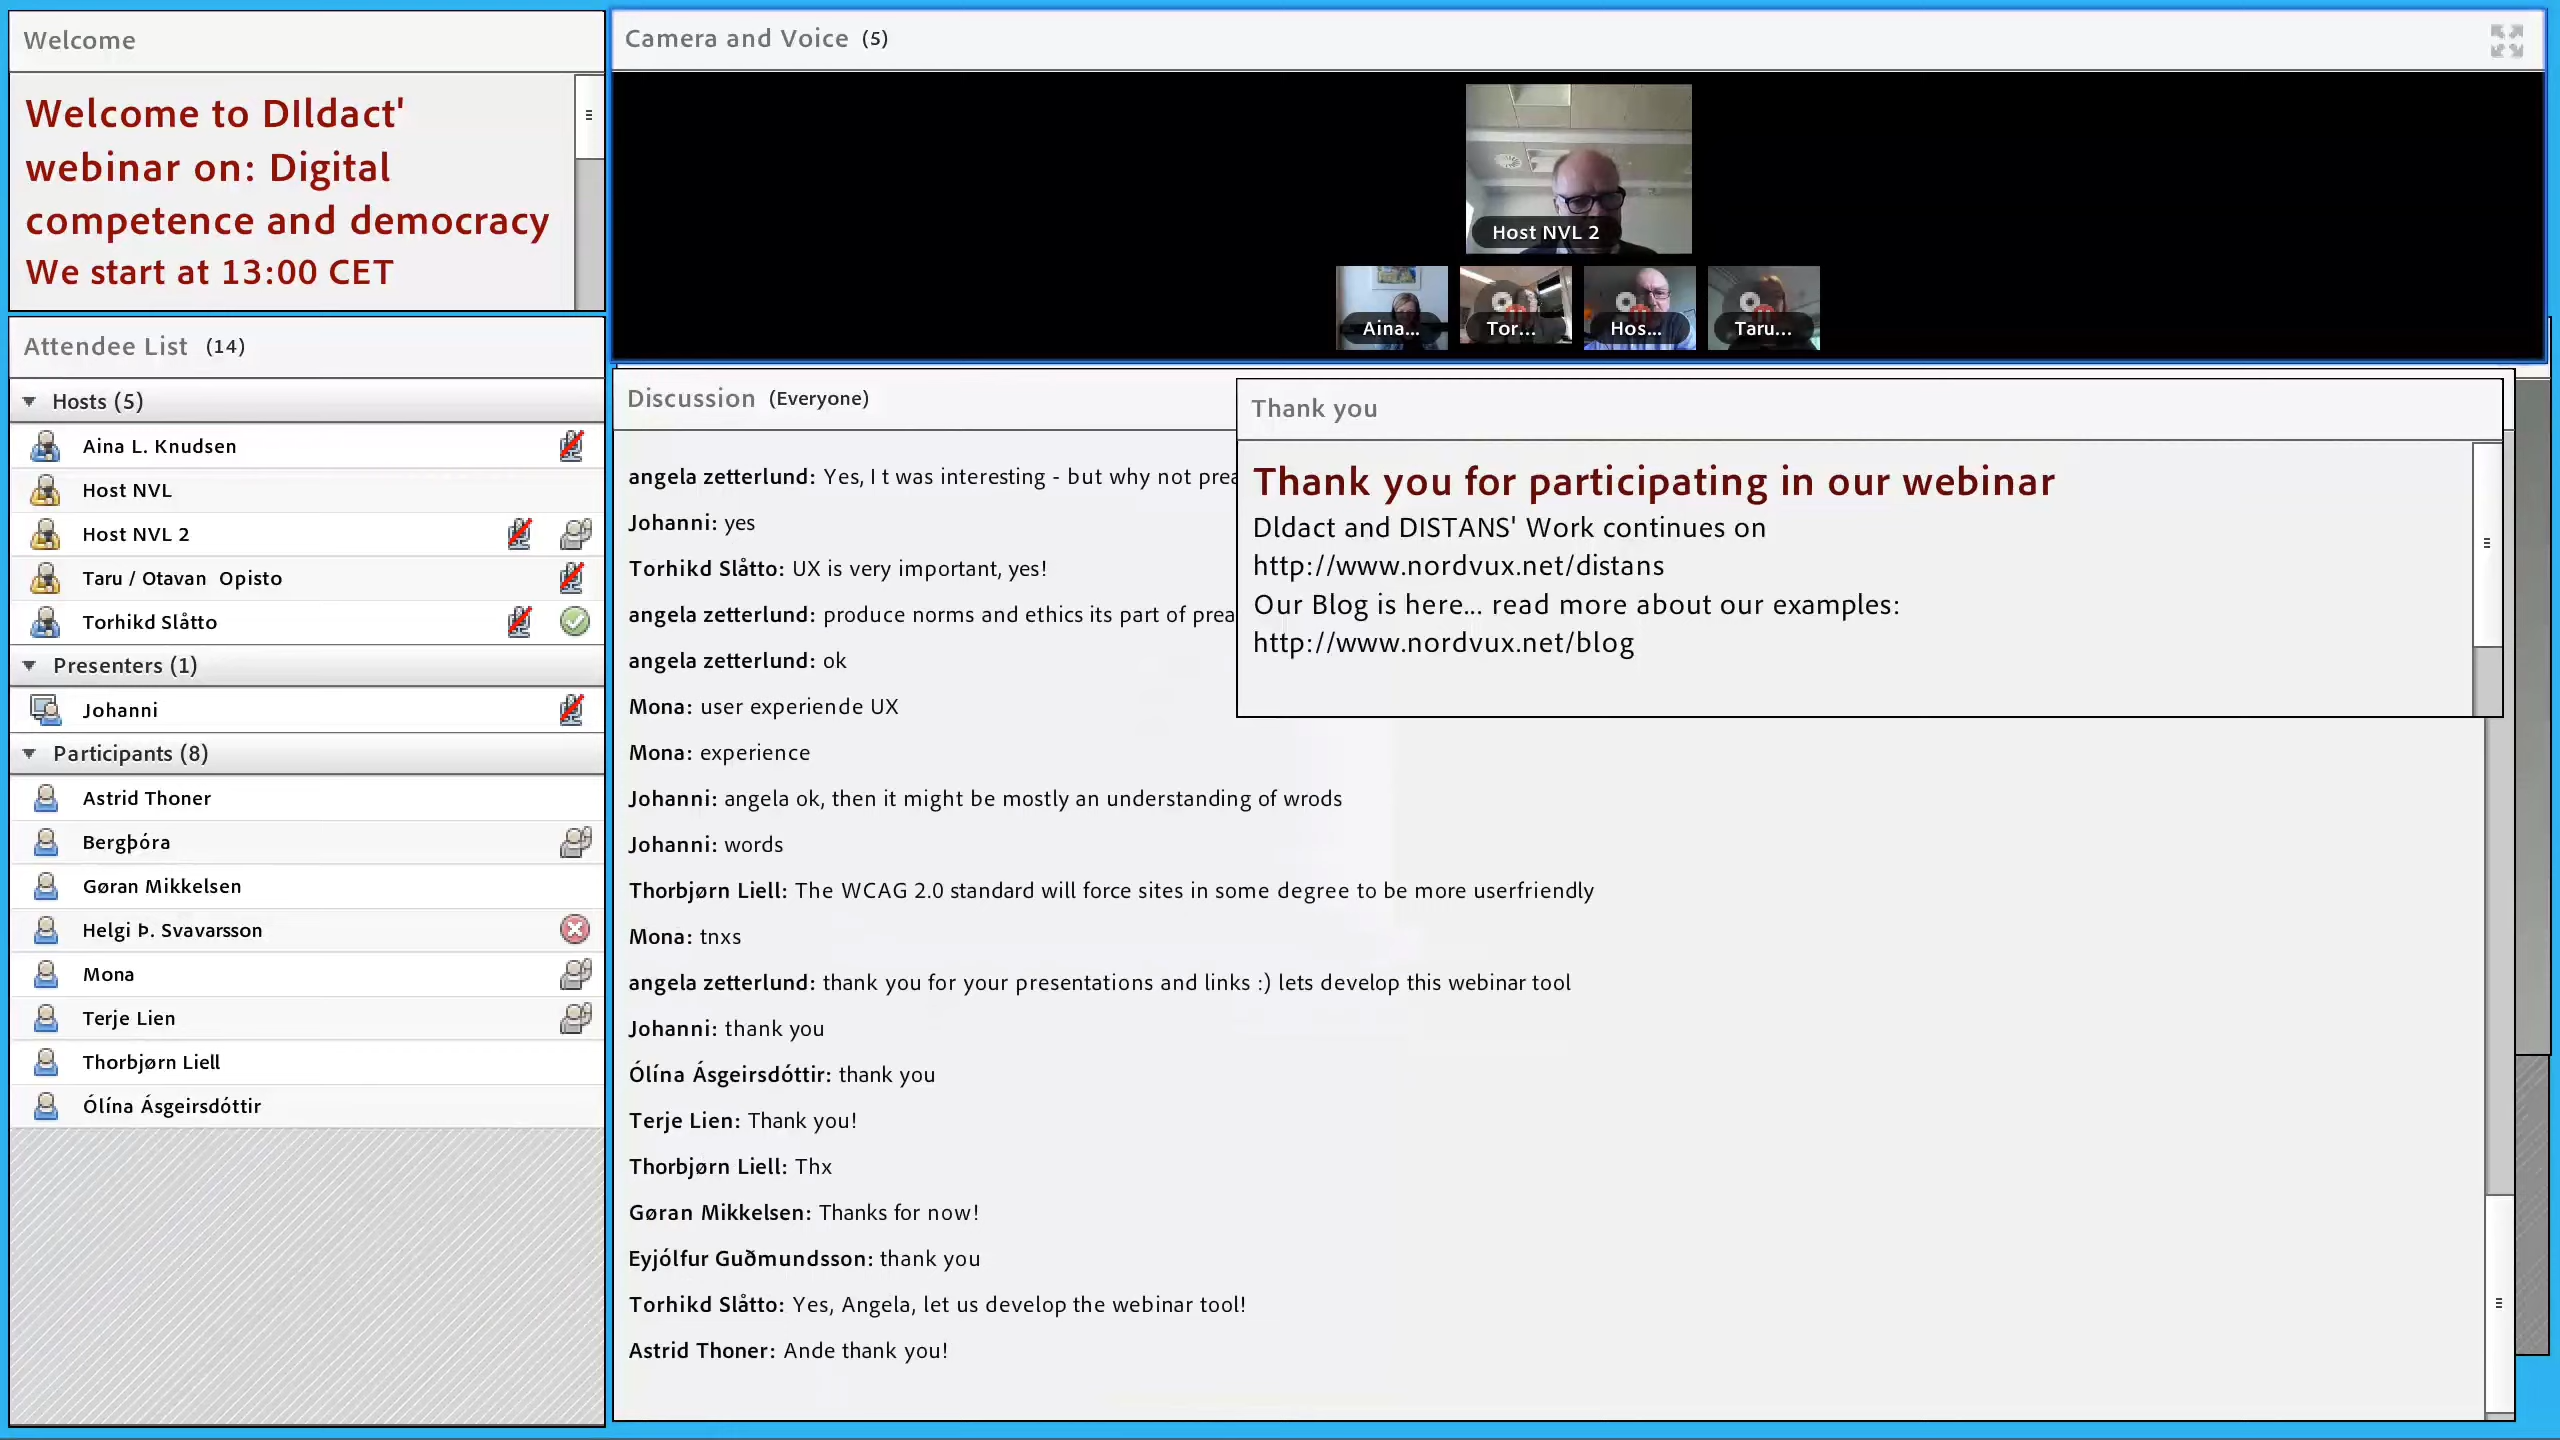 Welcome
Welcome to DIldact'
webinar on: Digital
competence and democracy
We start at 13:00 CET
Attendee List (14)
Hosts (5)
Aina L. Knudsen
Host NVL
Host NVL 2
Taru / Otavan Opisto
Torhikd Slåtto
Presenters (1)
Johanni
Participants (8)
Astrid Thoner
Bergþóra
Gøran Mikkelsen
Helgi Þ. Svavarsson
Mona
Terje Lien
Thorbjørn Liell
Ólína Ásgeirsdóttir
Camera and Voice (5)
Host NVL 2
Aina...
Tor...
Hos...
Taru...
Discussion (Everyone)
angela zetterlund: Yes, I t was interesting - but why not prea
Johanni: yes
Torhikd Slåtto: UX is very important, yes!
angela zetterlund: produce norms and ethics its part of prea
angela zetterlund: ok
Mona: user experiende UX
Mona: experience
Johanni: angela ok, then it might be mostly an understanding of wrods
Johanni: words
Thorbjørn Liell: The WCAG 2.0 standard will force sites in some degree to be more userfriendly
Mona: tnxs
angela zetterlund: thank you for your presentations and links :) lets develop this webinar tool
Johanni: thank you
Ólína Ásgeirsdóttir: thank you
Terje Lien: Thank you!
Thorbjørn Liell: Thx
Gøran Mikkelsen: Thanks for now!
Eyjólfur Guðmundsson: thank you
Torhikd Slåtto: Yes, Angela, let us develop the webinar tool!
Astrid Thoner: Ande thank you!
Thank you
Thank you for participating in our webinar
Dldact and DISTANS' Work continues on
http://www.nordvux.net/distans
Our Blog is here... read more about our examples:
http://www.nordvux.net/blog